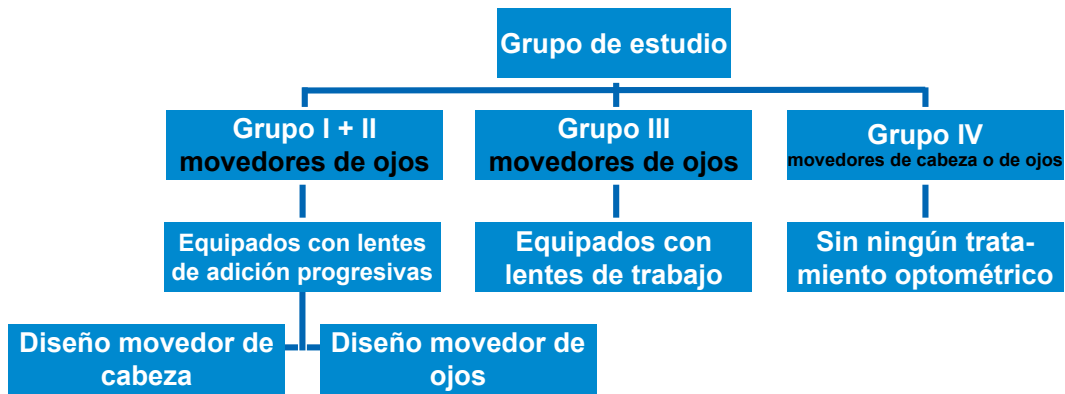 Grupo de estudio
Grupo I + II
movedores de ojos
Grupo III
movedores de ojos
Grupo IV
movedores de cabeza o de ojos
Equipados con lentes
de adición progresivas
Equipados con
lentes de trabajo
Sin ningún trata-
miento optométrico
Diseño movedor de
cabeza
Diseño movedor de
ojos